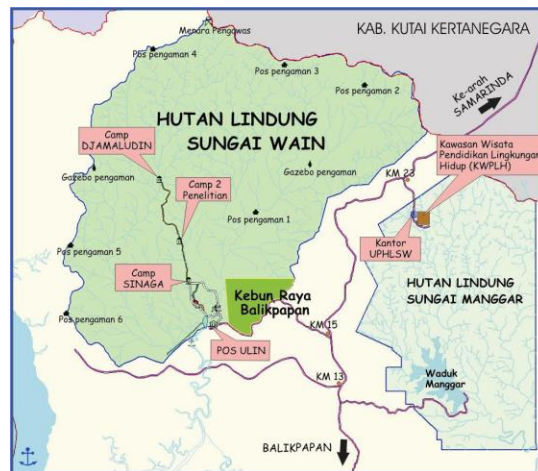 KAB. KUTAI KERTANEGARA
Menara Pengawas
Pos pengaman 4
Pos pengaman 3
Pos pengaman 2
Ke-arah
SAMARINDA
HUTAN LINDUNG
SUNGAI WAIN
Camp
DJAMALUDIN
Kawasan Wisata
Pendidikan Lingkungan
Hidup (KWPLH)
Gazebo pengaman
Gazebo pengaman
KM 23
Camp 2
Penelitian
Pos pengaman 1
Kantor
UPHLSW
Pos pengaman 5
Camp
SINAGA
Kebun Raya
Balikpapan
HUTAN LINDUNG
SUNGAI MANGGAR
Pos pengaman 6
KM 15
POS ULIN
Waduk
Manggar
KM 13
BALIKPAPAN